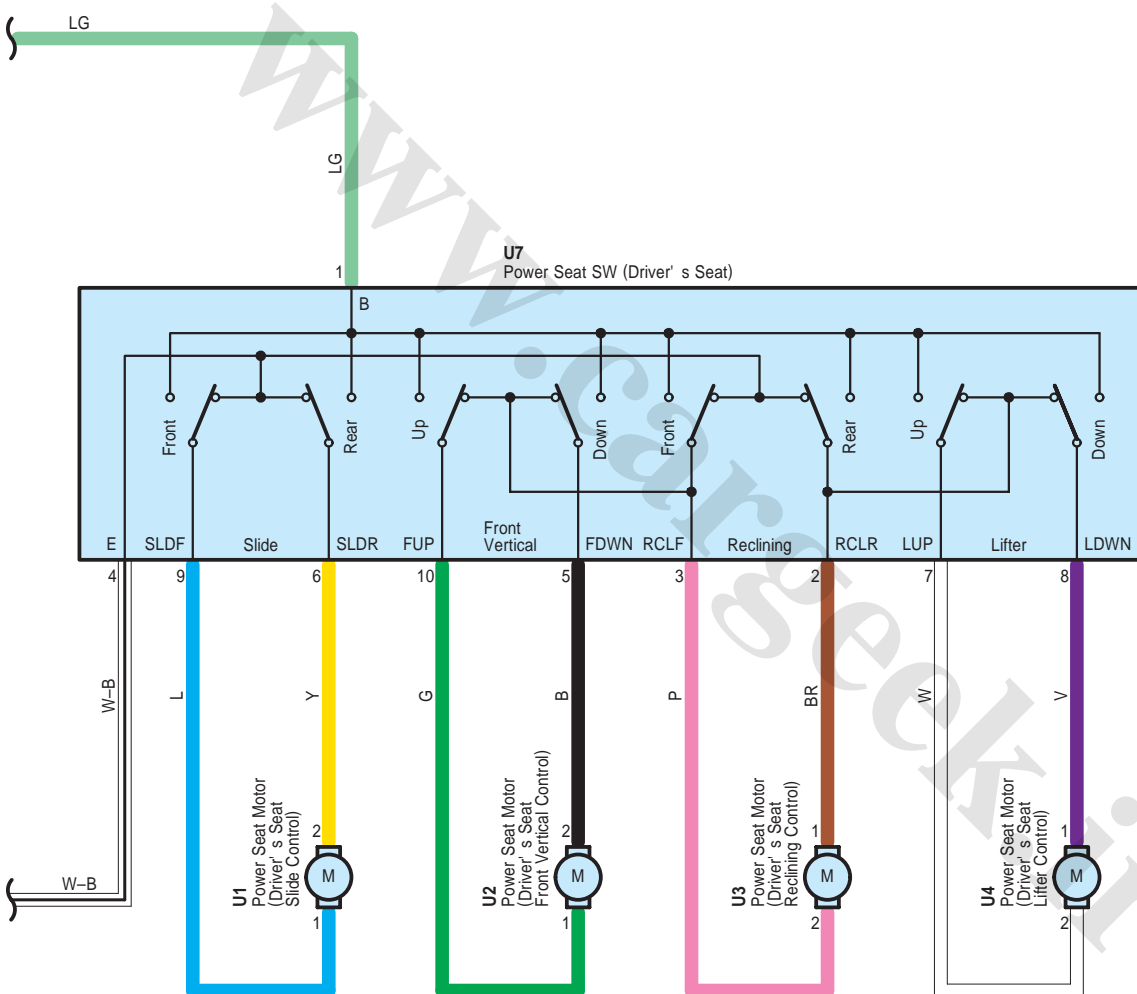 LG
LG
U7
Power Seat SW (Driver' s Seat)
1
B
Front
Rear
Up
Down
Front
Rear
Up
Down
E
SLDF
Slide
SLDR
FUP
Front
Vertical
FDWN
RCLF
Reclining
RCLR
LUP
Lifter
LDWN
4
9
6
10
5
3
2
7
8
W–B
L
Y
G
B
P
BR
W
V
U1
Power Seat Motor
(Driver' s Seat
Slide Control)
2
M
1
U2
Power Seat Motor
(Driver' s Seat
Front Vertical Control)
2
M
1
U3
Power Seat Motor
(Driver' s Seat
Reclining Control)
1
M
2
U4
Power Seat Motor
(Driver' s Seat
Lifter Control)
1
M
2
W–B